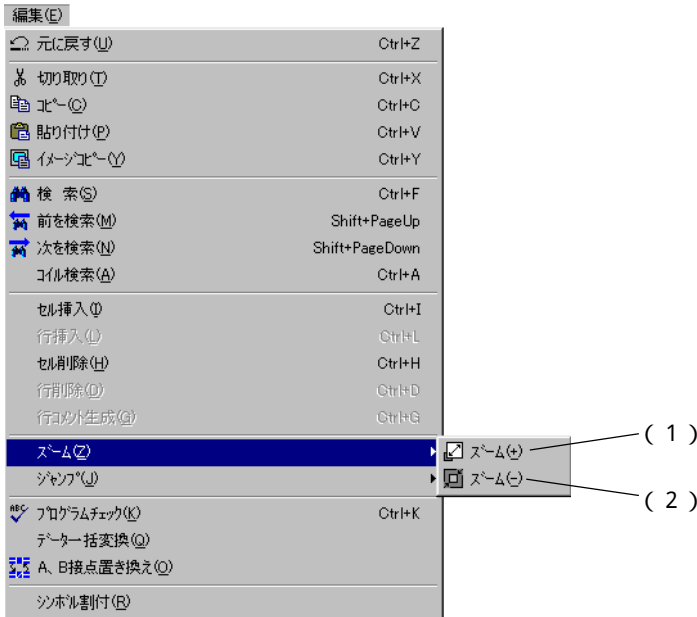 編集(E)
元に戻す(U) Ctrl+Z
切り取り(T) Ctrl+X
ｺﾋﾟｰ(C) Ctrl+C
貼り付け(P) Ctrl+V
ｲﾒｰｼﾞｺﾋﾟｰ(Y) Ctrl+Y
検 索(S) Ctrl+F
前を検索(M) Shift+PageUp
次を検索(N) Shift+PageDown
ｺｲﾙ検索(A) Ctrl+A
ｾﾙ挿入(I) Ctrl+I
行挿入(L) Ctrl+L
ｾﾙ削除(H) Ctrl+H
行削除(D) Ctrl+D
行ｺﾒﾝﾄ生成(G) Ctrl+G
ｽﾞｰﾑ(Z)
ｽﾞｰﾑ(+) (1)
ｼﾞｬﾝﾌﾟ(J)
ｽﾞｰﾑ(-) (2)
ABC ﾌﾟﾛｸﾞﾗﾑﾁｪｯｸ(K) Ctrl+K
ﾃﾞｰﾀ一括変換(Q)
A、B接点置き換え(O)
ｼﾝﾎﾞﾙ割付(R)